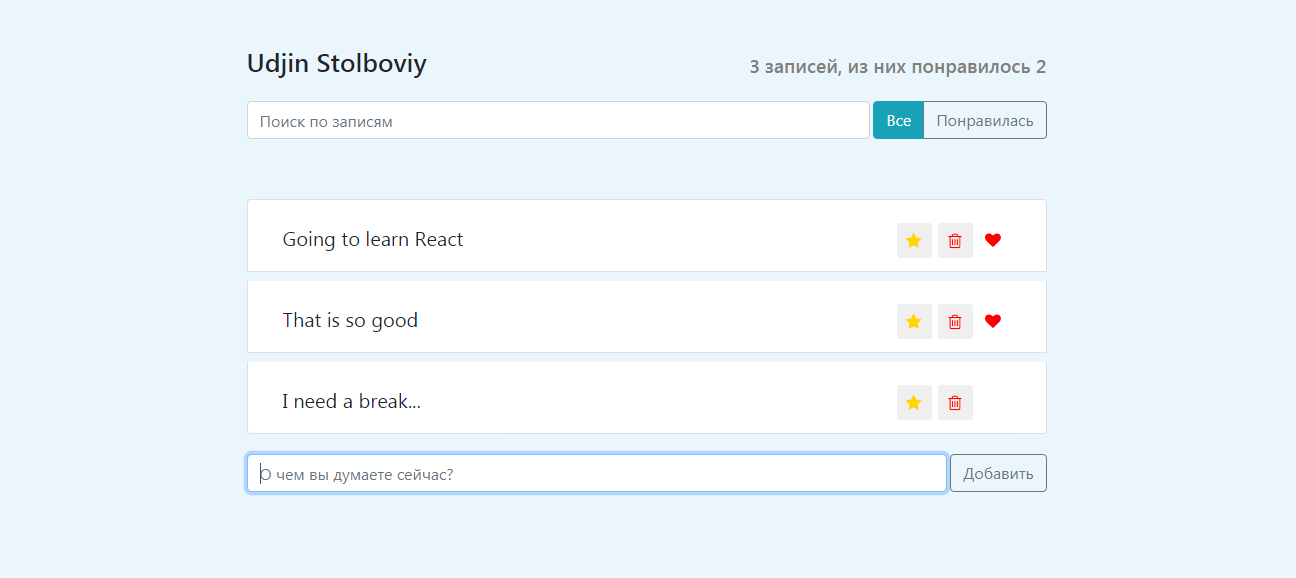 Udjin Stolboviy
3 записей, из них понравилось 2
Поиск по записям
Все
Понравилась
Going to learn React
That is so good
I need a break...
О чем вы думаете сейчас?
Добавить